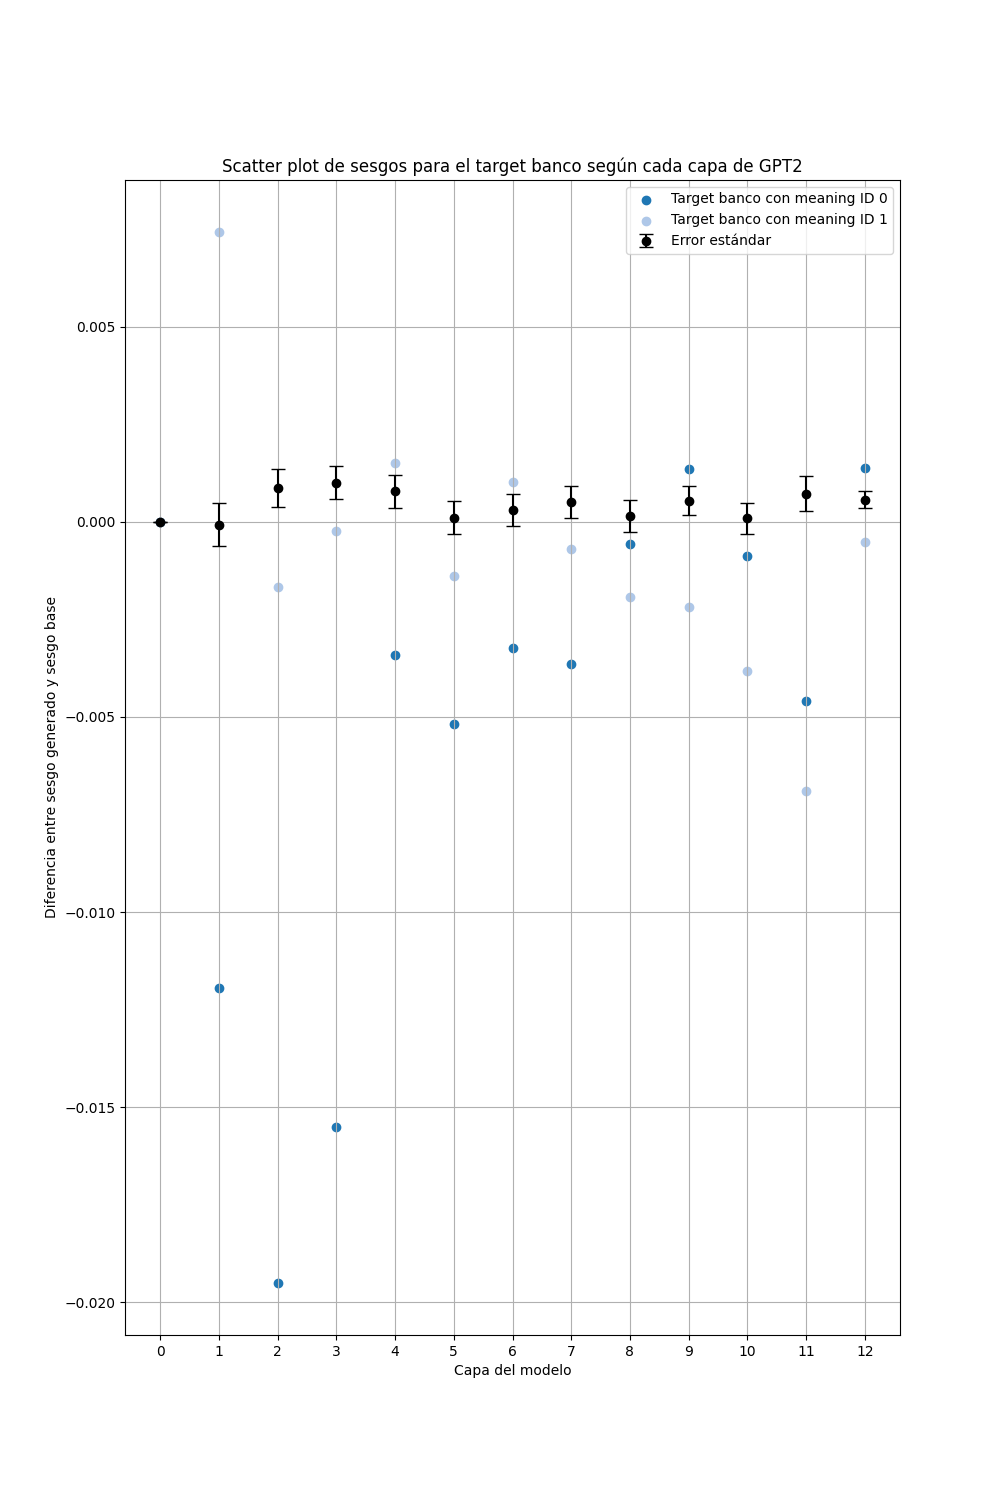 Scatter plot de sesgos para el target banco según cada capa de GPT2
Target banco con meaning ID 0
Target banco con meaning ID 1
Error estándar
Diferencia entre sesgo generado y sesgo base
0.005
0.000
−0.005
−0.010
−0.015
−0.020
0 1 2 3 4 5 6 7 8 9 10 11 12
Capa del modelo